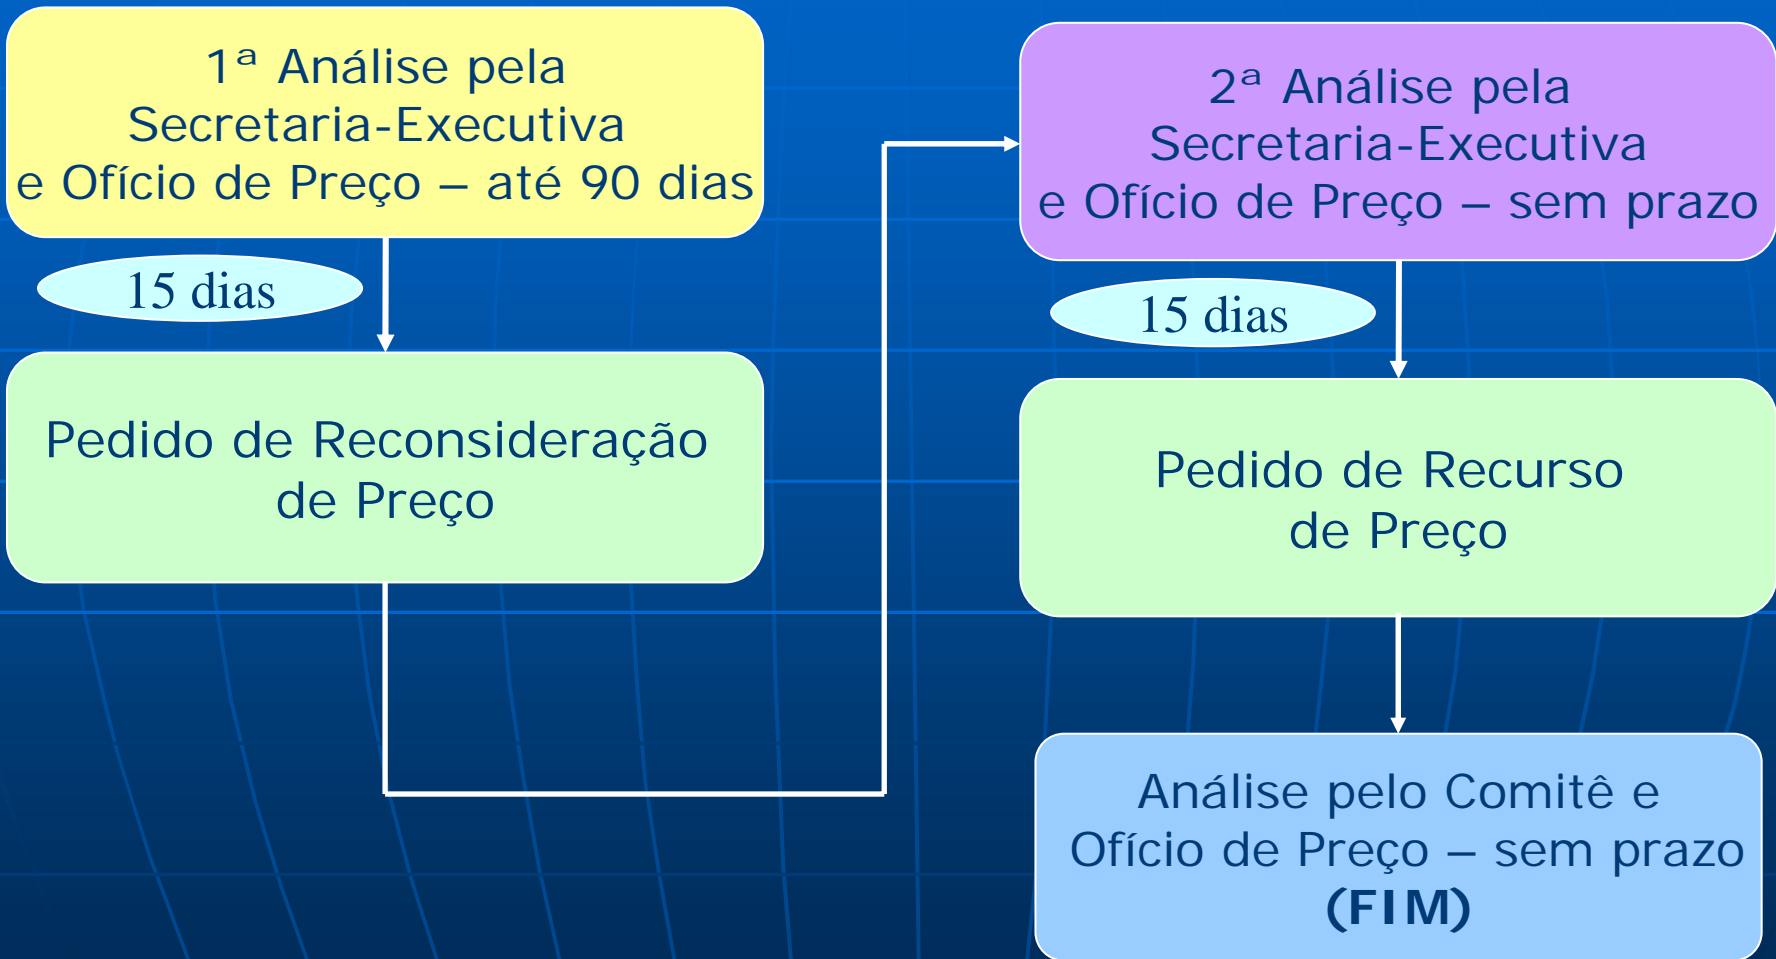 1ª Análise pela
Secretaria-Executiva
e Ofício de Preço – até 90 dias
15 dias
Pedido de Reconsideração
de Preço
2ª Análise pela
Secretaria-Executiva
e Ofício de Preço – sem prazo
15 dias
Pedido de Recurso
de Preço
Análise pelo Comitê e
Ofício de Preço – sem prazo
(FIM)